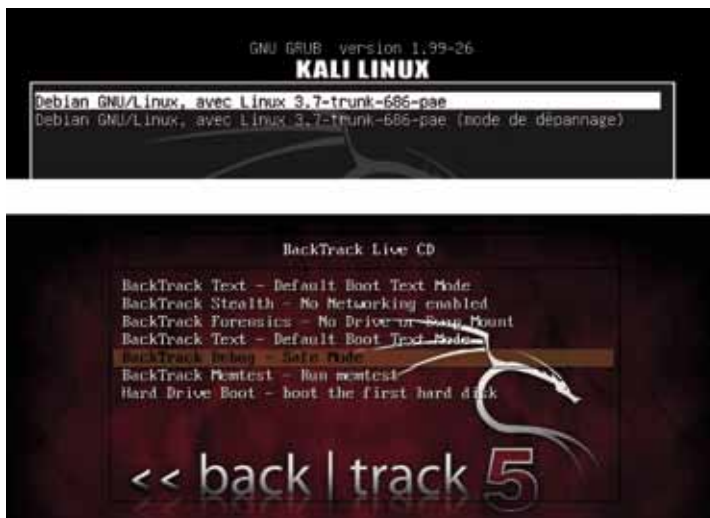 GNU GRUB version 1.99-26
KALI LINUX
Debian GNU/Linux, avec Linux 3.7-trunk-686-pae
Debian GNU/Linux, avec Linux 3.7-trunk-686-pae (mode de dépannage)
BackTrack Live CD
BackTrack Text - Default Boot Text Mode
BackTrack Stealth - No Networking enabled
BackTrack Forensics - No Drive or Swap Mount
BackTrack Text - Default Boot Text Mode
BackTrack Debug - Safe Mode
BackTrack Memtest - Run memtest
Hard Drive Boot - boot the first hard disk
<< back | track 5